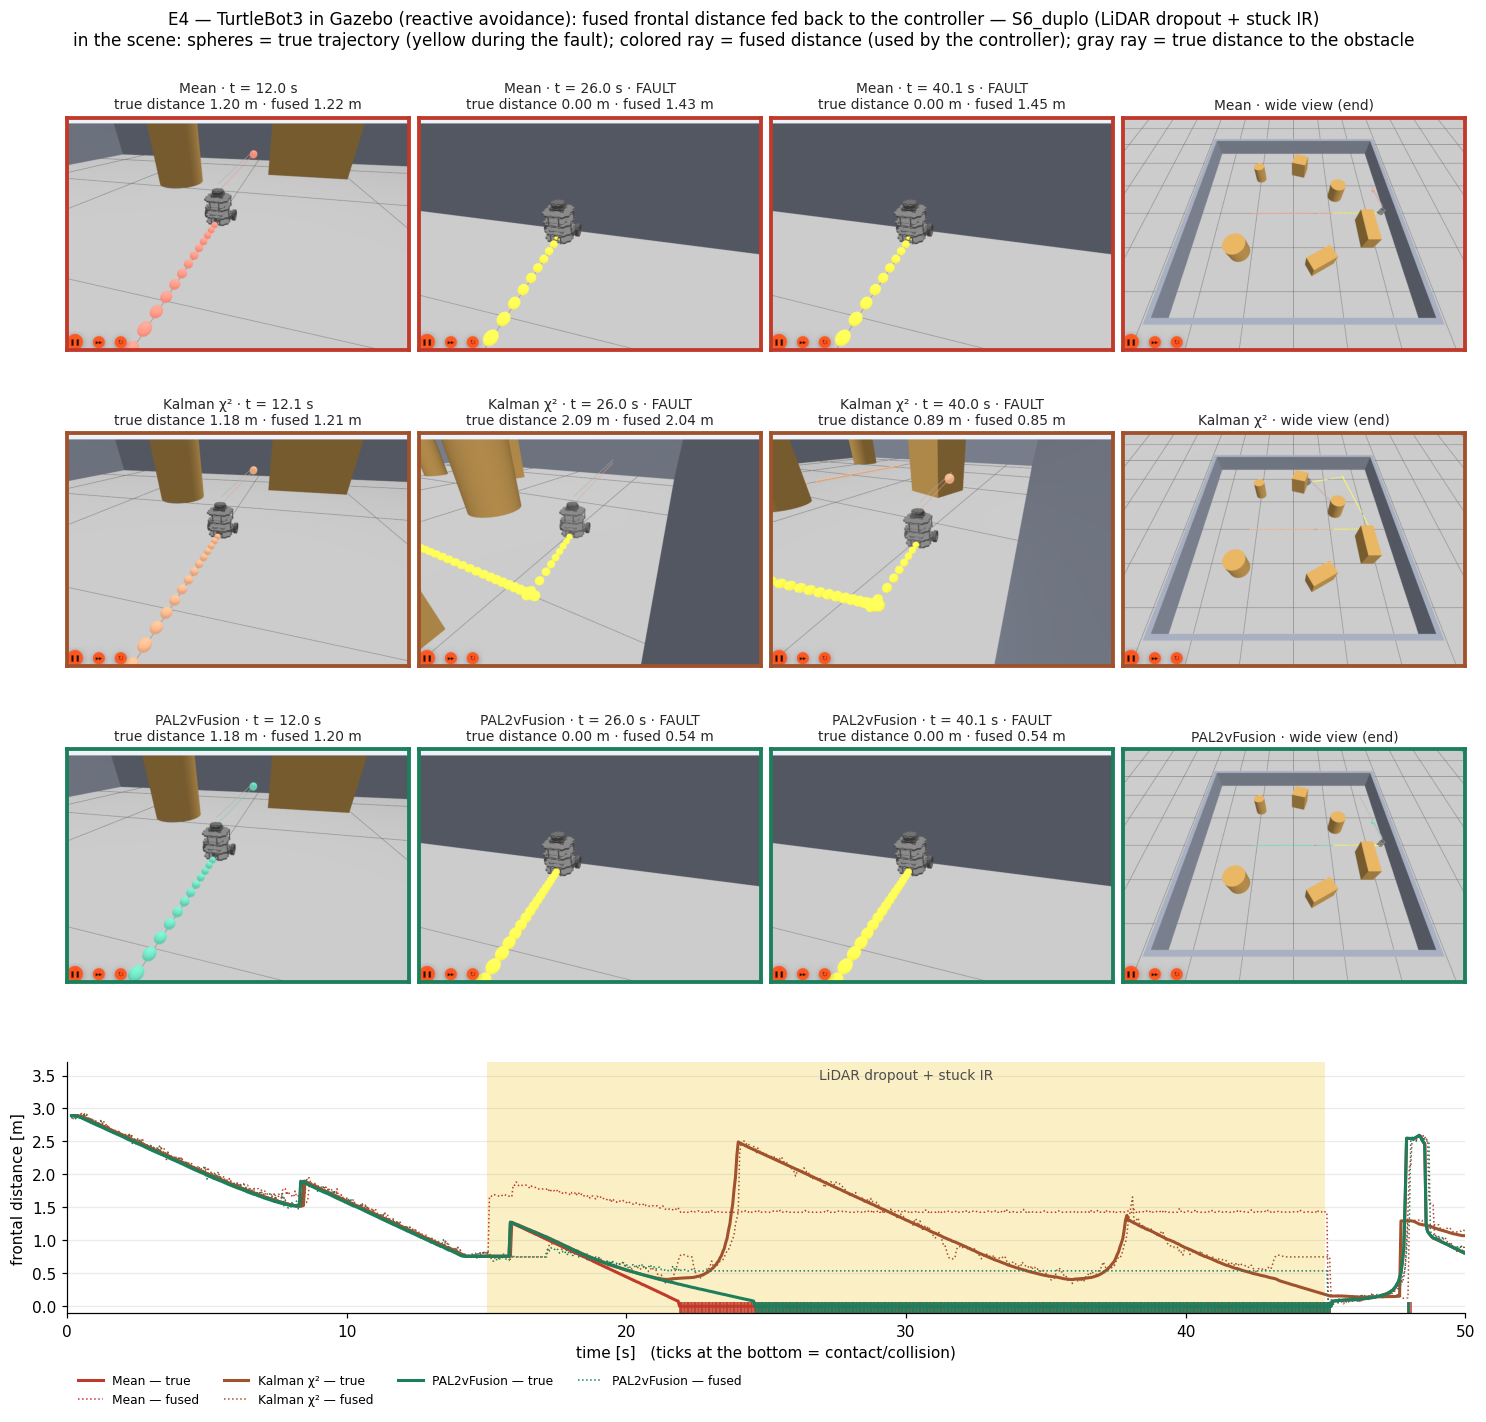 E4 — TurtleBot3 in Gazebo (reactive avoidance): fused frontal distance fed back to the controller — S6_duplo (LiDAR dropout + stuck IR)
in the scene: spheres = true trajectory (yellow during the fault); colored ray = fused distance (used by the controller); gray ray = true distance to the obstacle
Mean · t = 12.0 s
true distance 1.20 m · fused 1.22 m
Mean · t = 26.0 s · FAULT
true distance 0.00 m · fused 1.43 m
Mean · t = 40.1 s · FAULT
true distance 0.00 m · fused 1.45 m
Mean · wide view (end)
Kalman χ² · t = 12.1 s
true distance 1.18 m · fused 1.21 m
Kalman χ² · t = 26.0 s · FAULT
true distance 2.09 m · fused 2.04 m
Kalman χ² · t = 40.0 s · FAULT
true distance 0.89 m · fused 0.85 m
Kalman χ² · wide view (end)
PAL2vFusion · t = 12.0 s
true distance 1.18 m · fused 1.20 m
PAL2vFusion · t = 26.0 s · FAULT
true distance 0.00 m · fused 0.54 m
PAL2vFusion · t = 40.1 s · FAULT
true distance 0.00 m · fused 0.54 m
PAL2vFusion · wide view (end)
LiDAR dropout + stuck IR
frontal distance [m]
3.5
3.0
2.5
2.0
1.5
1.0
0.5
0.0
0 10 20 30 40 50
time [s]   (ticks at the bottom = contact/collision)
Mean — true
Mean — fused
Kalman χ² — true
Kalman χ² — fused
PAL2vFusion — true
PAL2vFusion — fused